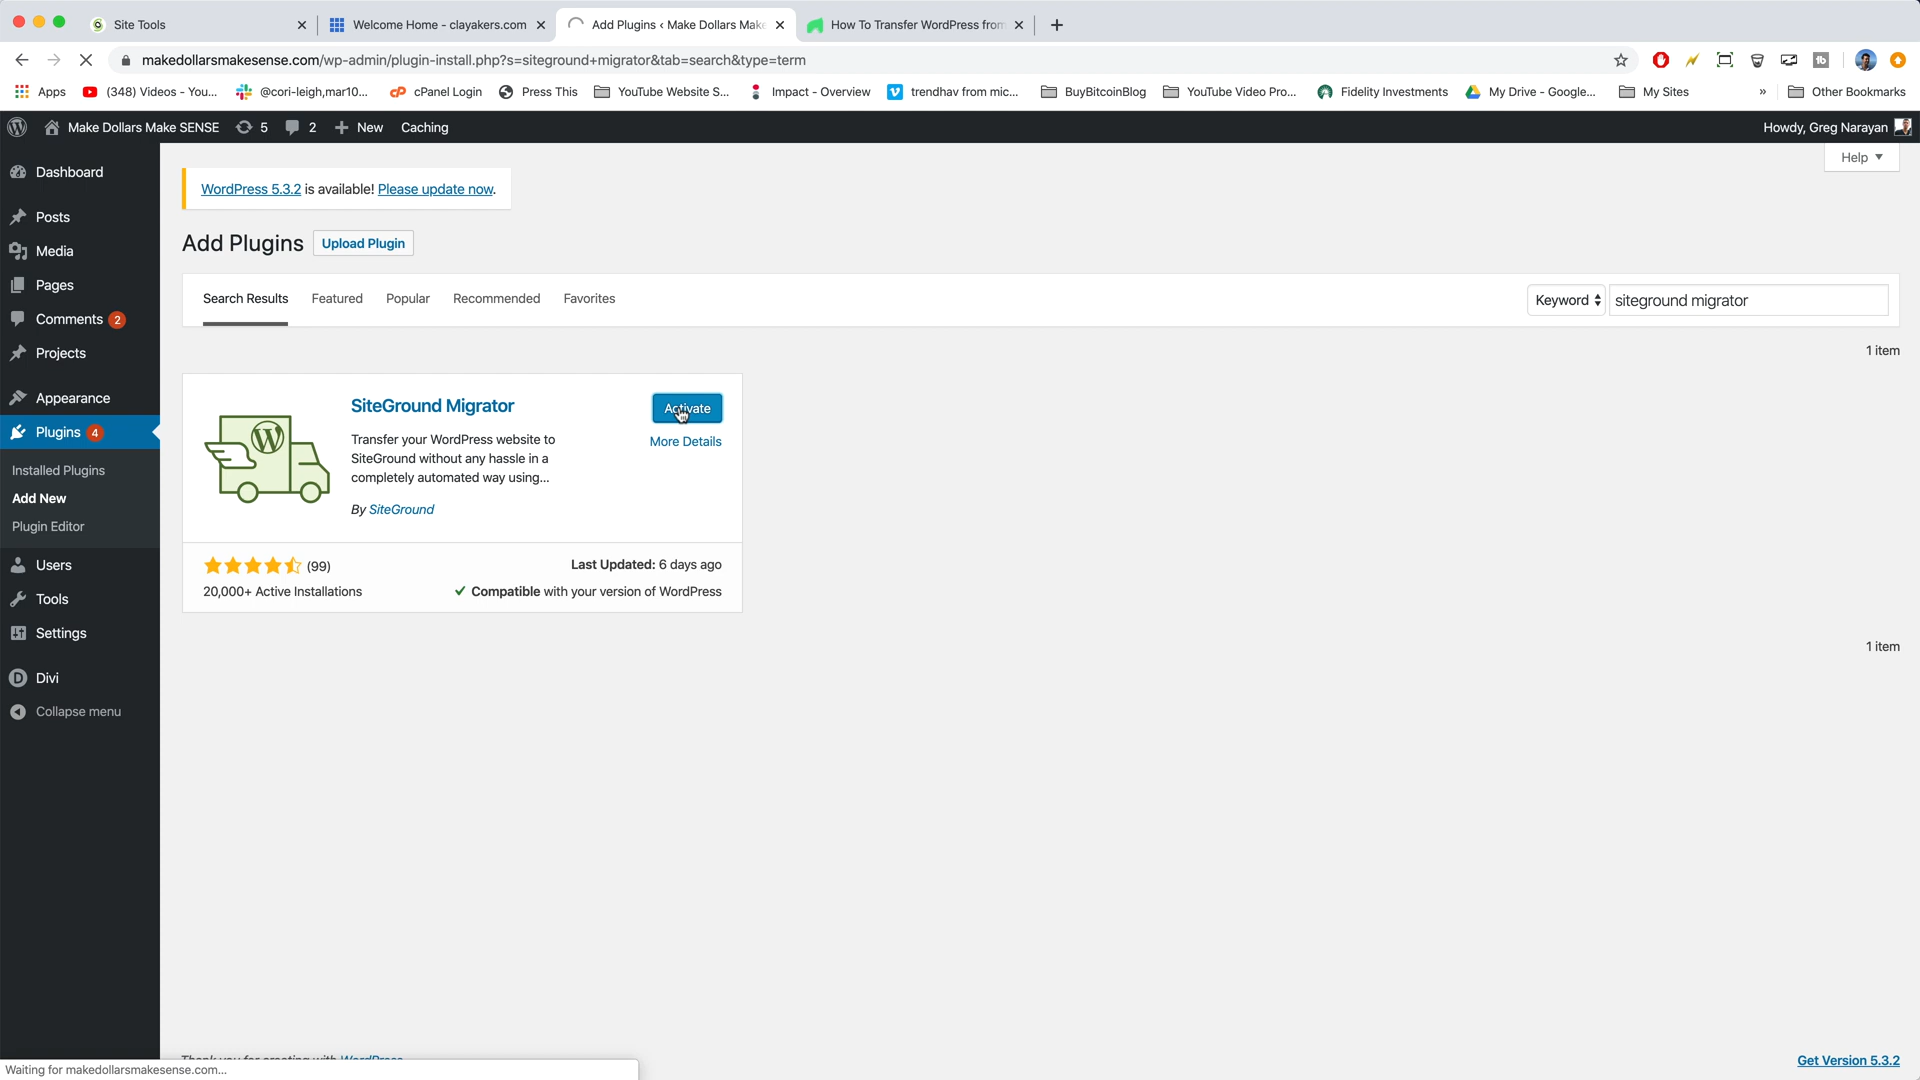 Site Tools
Welcome Home - clayakers.com
Add Plugins ‹ Make Dollars Make
How To Transfer WordPress from
makedollarsmakesense.com/wp-admin/plugin-install.php?s=siteground+migrator&tab=search&type=term
Apps
(348) Videos - You...
@cori-leigh,mar10...
cPanel Login
Press This
YouTube Website S...
Impact - Overview
trendhav from mic...
BuyBitcoinBlog
YouTube Video Pro...
Fidelity Investments
My Drive - Google...
My Sites
»
Other Bookmarks
Make Dollars Make SENSE
5
2
New
Caching
Howdy, Greg Narayan
Help
Dashboard
Posts
Media
Pages
Comments 2
Projects
Appearance
Plugins 4
Installed Plugins
Add New
Plugin Editor
Users
Tools
Settings
Divi
Collapse menu
WordPress 5.3.2 is available! Please update now.
Add Plugins
Upload Plugin
Search Results
Featured
Popular
Recommended
Favorites
Keyword
siteground migrator
1 item
SiteGround Migrator
Activate
More Details
Transfer your WordPress website to
SiteGround without any hassle in a
completely automated way using...
By SiteGround
(99)
Last Updated: 6 days ago
20,000+ Active Installations
Compatible with your version of WordPress
1 item
Thank you for creating with WordPress
Get Version 5.3.2
Waiting for makedollarsmakesense.com...